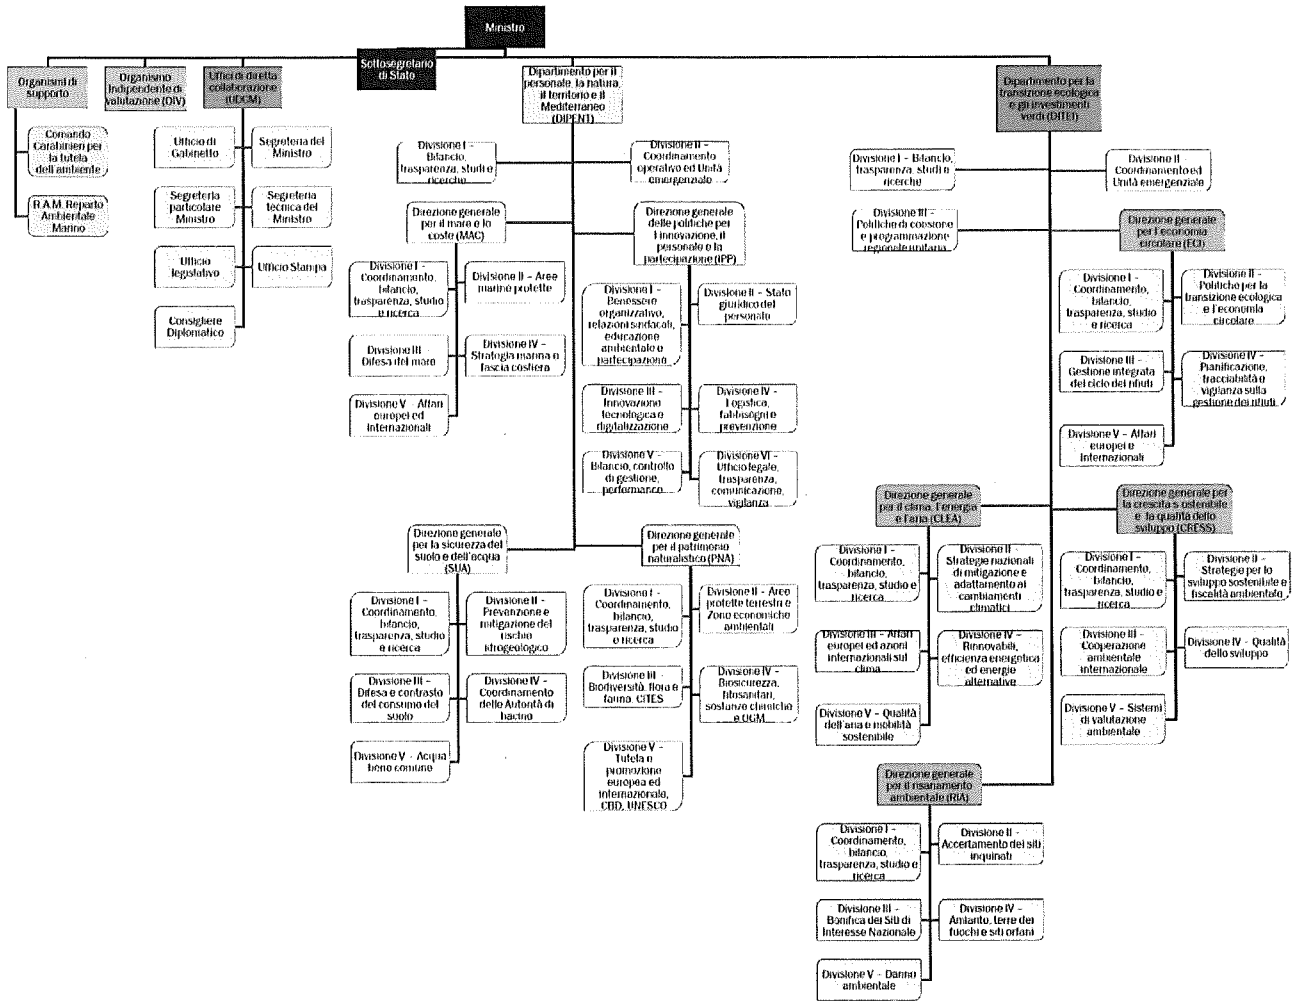 Ministro
Sottosegretario
di Stato
Organismi di
supporto
Comando
Carabinieri per
la tutela
dell'ambiente
R.A.M. Reparto
Ambientale
Marino
Organismo
Indipendente di
valutazione (OIV)
Uffici di diretta
collaborazione
(UDCM)
Ufficio di
Gabinetto
Segreteria del
Ministro
Segreteria
particolare
Ministro
Segreteria
tecnica del
Ministro
Ufficio
legislativo
Ufficio Stampa
Consigliere
Diplomatico
Dipartimento per il
personale, la natura,
il territorio e il
Mediterraneo
(DIPENT)
Divisione I –
Bilancio,
trasparenza, studi e
ricerche
Divisione II –
Coordinamento
operativo ed Unità
emergenziale
Direzione generale
per il mare e le
coste (MAC)
Divisione I –
Coordinamento,
bilancio,
trasparenza, studio
e ricerca
Divisione II – Aree
marine protette
Divisione III -
Difesa del mare
Divisione IV –
Strategia marina e
fascia costiera
Divisione V - Affari
europei ed
Internazionali
Direzione generale
delle politiche per
l'innovazione, il
personale e la
partecipazione (IPP)
Divisione I –
Benessere
organizzativo,
relazioni sindacali,
educazione
ambientale e
partecipazione
Divisione II – Stato
giuridico del
personale
Divisione III –
Innovazione
tecnologica e
digitalizzazione
Divisione IV –
Logistica,
fabbisogni e
prevenzione
Divisione V –
Bilancio, controllo
di gestione,
performance
Divisione VI –
Ufficio legale,
trasparenza,
comunicazione,
vigilanza
Direzione generale
per la sicurezza del
suolo e dell'acqua
(SUA)
Divisione I –
Coordinamento,
bilancio,
trasparenza, studio
e ricerca
Divisione II –
Prevenzione e
mitigazione del
rischio
idrogeologico
Divisione III –
Difesa e contrasto
del consumo del
suolo
Divisione IV –
Coordinamento
delle Autorità di
bacino
Divisione V - Acqua
bene comune
Direzione generale
per il patrimonio
naturalistico (PNA)
Divisione I –
Coordinamento,
bilancio,
trasparenza, studio
e ricerca
Divisione II – Aree
protette terrestri e
Zone economiche
ambientali
Divisione III -
Biodiversità, flora e
fauna, CITES
Divisione IV –
Biosicurezza,
fitosanitari,
sostanze chimiche
e OGM
Divisione V –
Tutela e
promozione
europea ed
internazionale,
CBD, UNESCO
Dipartimento per la
transizione ecologica
e gli investimenti
verdi (DITEI)
Divisione I – Bilancio,
trasparenza, studi e
ricerche
Divisione II -
Coordinamento ed
Unità emergenziale
Divisione III –
Politiche di coesione
e programmazione
regionale unitaria
Direzione generale
per l'economia
circolare (ECI)
Divisione I –
Coordinamento,
bilancio,
trasparenza, studio
e ricerca
Divisione II –
Politiche per la
transizione ecologica
e l'economia
circolare
Divisione III –
Gestione integrata
del ciclo dei rifiuti
Divisione IV –
Pianificazione,
tracciabilità e
vigilanza sulla
gestione dei rifiuti
Divisione V – Affari
europei e
Internazionali
Direzione generale
per il clima, l'energia
e l'aria (CLEA)
Divisione I –
Coordinamento,
bilancio,
trasparenza, studio e
ricerca
Divisione II –
Strategie nazionali
di mitigazione e
adattamento ai
cambiamenti
climatici
Divisione III – Affari
europei ed azioni
internazionali sul
clima
Divisione IV –
Rinnovabili,
efficienza energetica
ed energie
alternative
Divisione V – Qualità
dell'aria e mobilità
sostenibile
Direzione generale per
la crescita sostenibile
e la qualità dello
sviluppo (CRESS)
Divisione I –
Coordinamento,
bilancio,
trasparenza, studio
e ricerca
Divisione II –
Strategie per lo
sviluppo sostenibile e
fiscalità ambientale
Divisione III –
Cooperazione
ambientale
internazionale
Divisione IV – Qualità
dello sviluppo
Divisione V – Sistemi
di valutazione
ambientale
Direzione generale
per il risanamento
ambientale (RIA)
Divisione I –
Coordinamento,
bilancio,
trasparenza, studio e
ricerca
Divisione II -
Accertamento dei siti
inquinati
Divisione III –
Bonifica dei Siti di
Interesse Nazionale
Divisione IV –
Amianto, terre dei
fuochi e siti orfani
Divisione V - Danno
ambientale